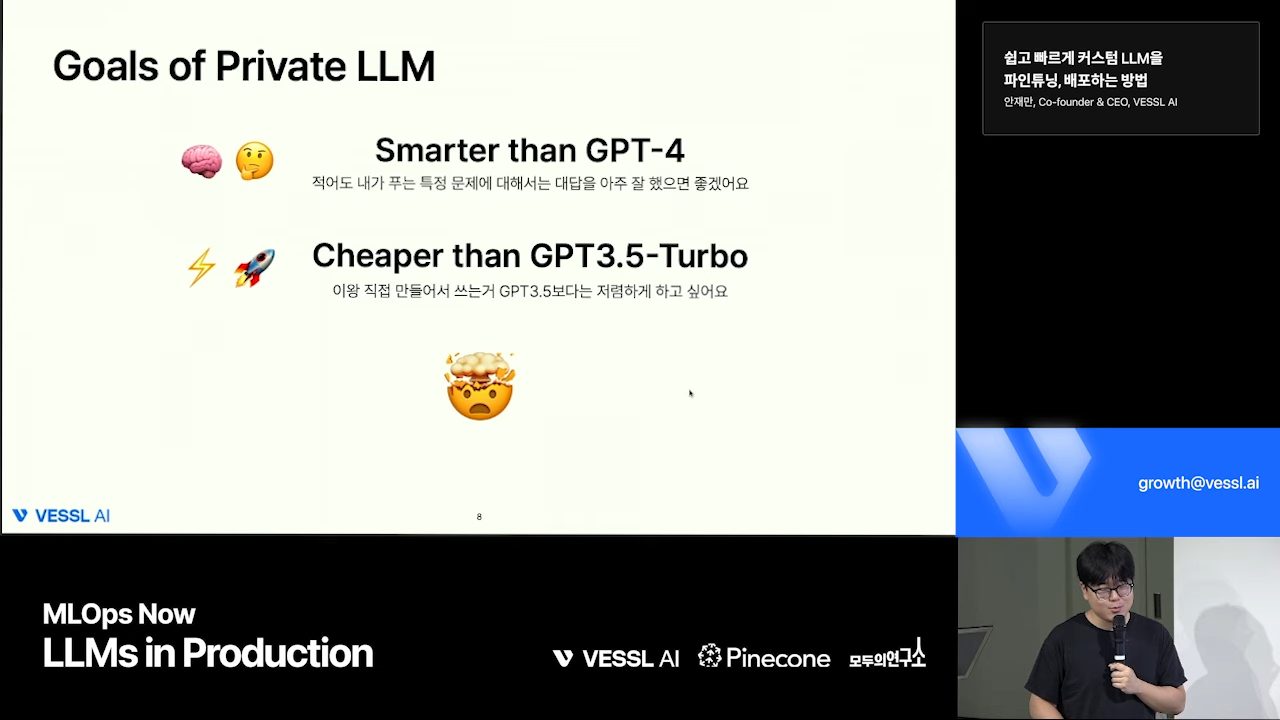 Goals of Private LLM
Smarter than GPT-4
적어도 내가 푸는 특정 문제에 대해서는 대답을 아주 잘 했으면 좋겠어요
Cheaper than GPT3.5-Turbo
이왕 직접 만들어서 쓰는거 GPT3.5보다는 저렴하게 하고 싶어요
VESSL AI
8
쉽고 빠르게 커스텀 LLM을
파인튜닝, 배포하는 방법
안재만, Co-founder & CEO, VESSL AI
growth@vessl.ai
MLOps Now
LLMs in Production
VESSL AI
Pinecone
모두의연구소